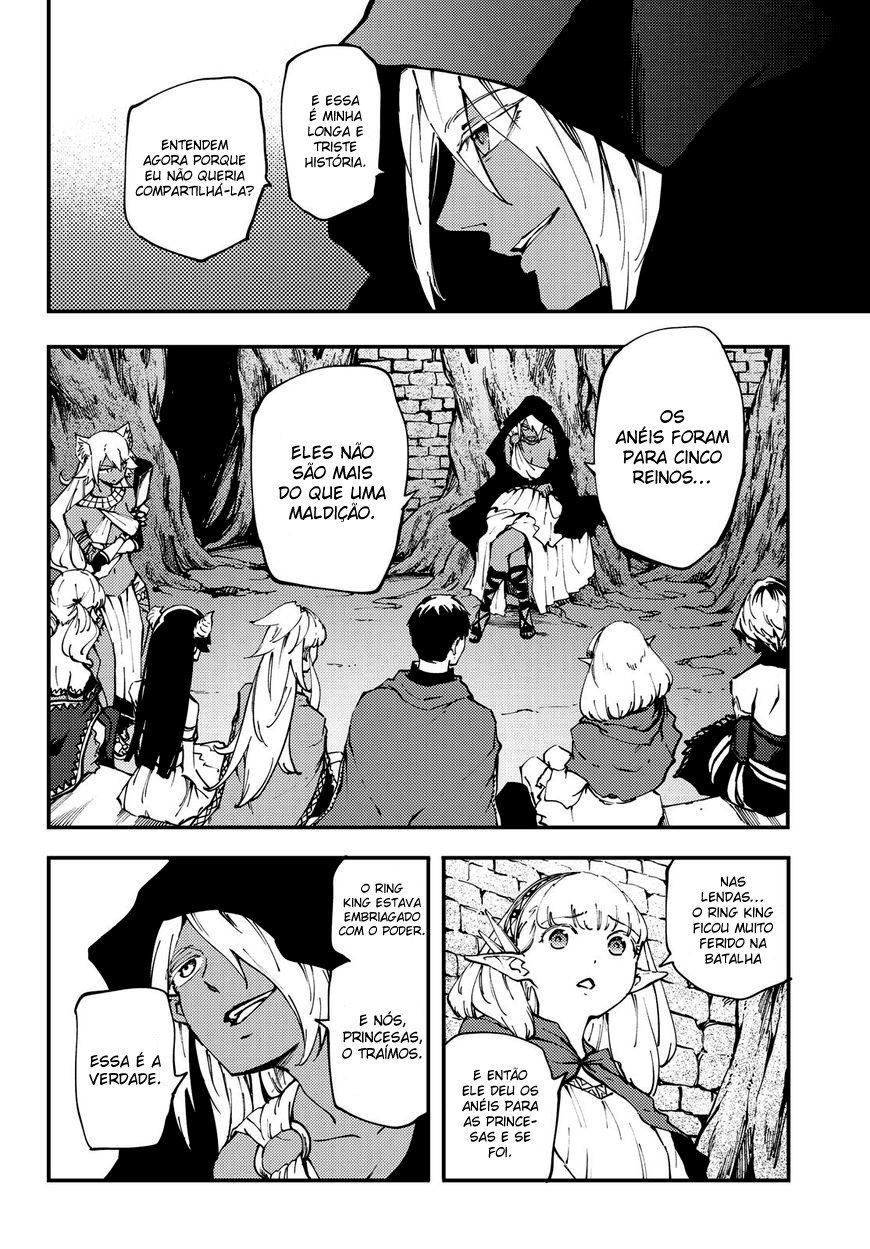 E ESSA
É MINHA
LONGA E
TRISTE
HISTÓRIA.
ENTENDEM
AGORA PORQUE
EU NÃO QUERIA
COMPARTILHÁ-LA?
OS
ANÉIS FORAM
PARA CINCO
REINOS...
ELES NÃO
SÃO MAIS
DO QUE UMA
MALDIÇÃO.
NAS
LENDAS...
O RING KING
FICOU MUITO
FERIDO NA
BATALHA
E ENTÃO
ELE DEU OS
ANÉIS PARA
AS PRINCE-
SAS E SE
FOI.
O RING
KING ESTAVA
EMBRIAGADO
COM O PODER.
E NÓS,
PRINCESAS,
O TRAÍMOS.
ESSA É A
VERDADE.